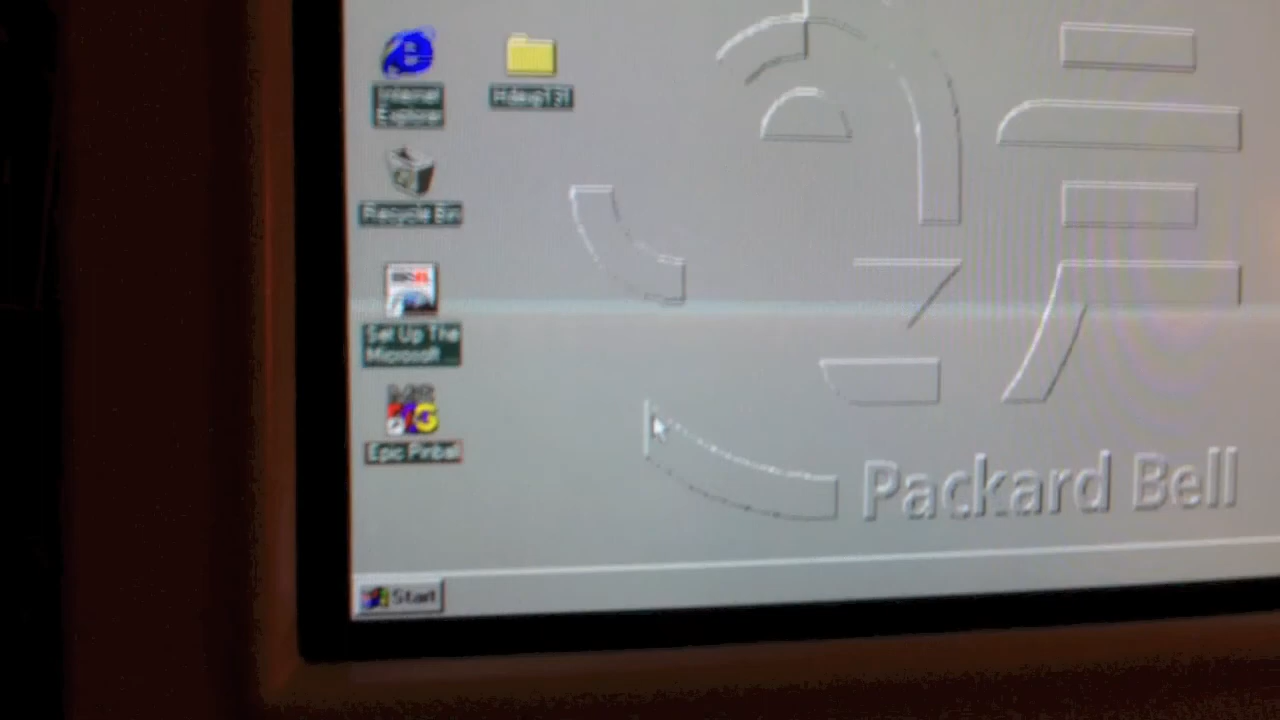 Internet
Explorer
Recycle Bin
Set Up The
Microsoft ...
Epic Pinball
Packard Bell
Start